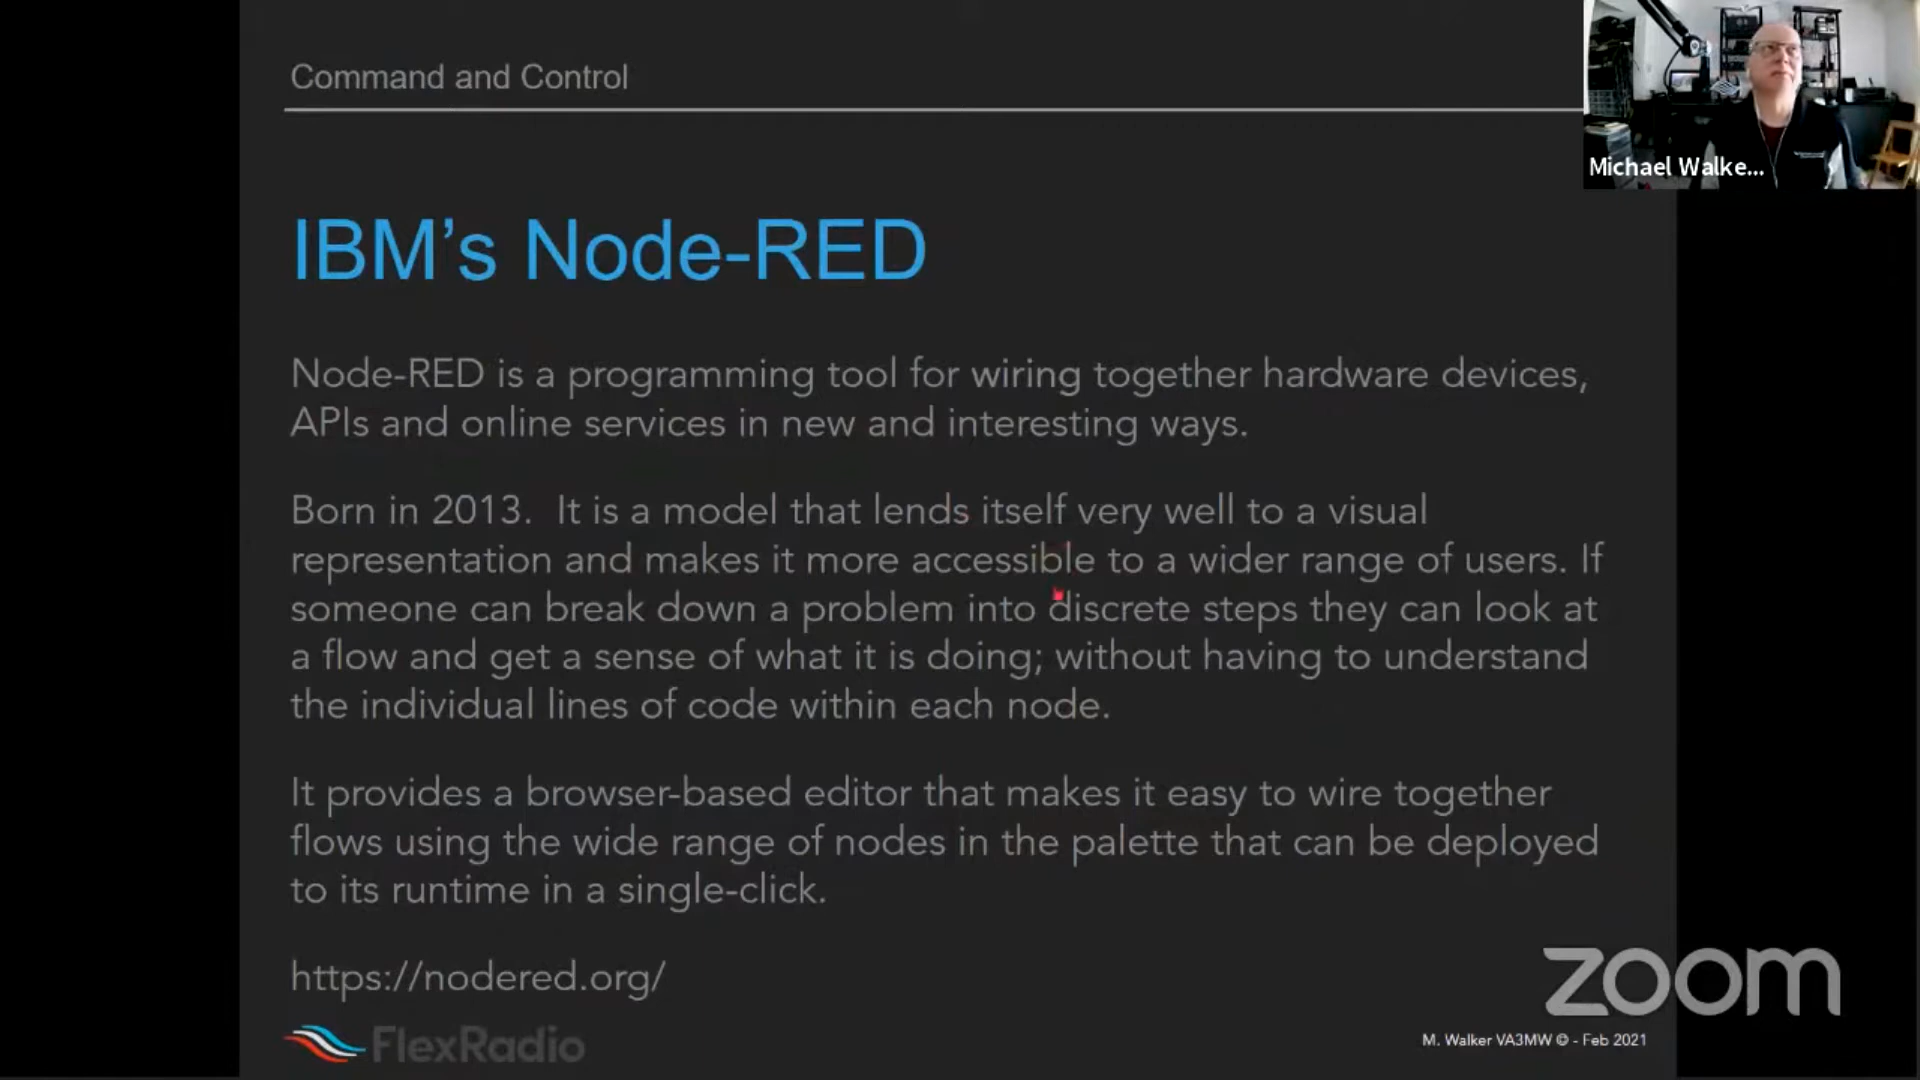 Command and Control
Michael Walke...
IBM’s Node-RED
Node-RED is a programming tool for wiring together hardware devices,
APIs and online services in new and interesting ways.
Born in 2013.  It is a model that lends itself very well to a visual
representation and makes it more accessible to a wider range of users. If
someone can break down a problem into discrete steps they can look at
a flow and get a sense of what it is doing; without having to understand
the individual lines of code within each node.
It provides a browser-based editor that makes it easy to wire together
flows using the wide range of nodes in the palette that can be deployed
to its runtime in a single-click.
https://nodered.org/
zoom
FlexRadio
M. Walker VA3MW © - Feb 2021